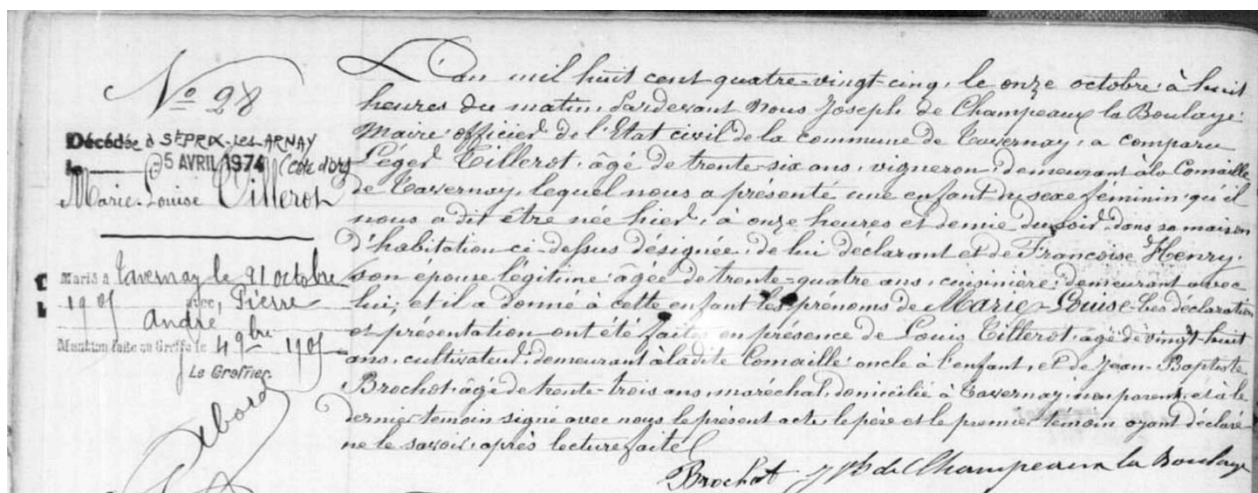 N° 28
Décédée à St PRIX-les-ARNAY
le 5 AVRIL 1974 (Côte d'or)
Marie-Louise Tillerot
Marié à Tavernay le 21 octobre
1905 avec Pierre
André
Mention faite au Greffe le 4 9bre 1905
Le Greffier.
L'an mil huit cent quatre-vingt cinq, le onze octobre, à huit
heures du matin, Pardevant Nous Joseph de Champeaux la Boulaye
Maire officier de l'Etat civil de la commune de Tavernay, a comparu
Léger Tillerot, âgé de trente-six ans, vigneron, demeurant à la Comaille
de Tavernay, lequel nous a présenté une enfant du sexe féminin qu'il
nous a dit être née hier, à onze heures et demie du soir, dans sa maison
d'habitation ci-dessus désignée, de lui déclarant et de Françoise Henry,
son épouse légitime âgée de trente-quatre ans, cuisinière, demeurant avec
lui; et il a donné à cette enfant les prénoms de Marie-Louise. Ces déclaration
et présentation ont été faites en présence de Louis Tillerot, âgé de vingt-huit
ans, cultivateur, demeurant à ladite Comaille oncle à l'enfant, et de Jean-Baptiste
Brochot, âgé de trente-trois ans, maréchal, domicilié à Tavernay, non parent, et a le
dernier témoin signé avec nous le présent acte, le père et le premier témoin ayant déclaré
ne le savoir, après lecture faite
Brochot Jph de Champeaux la Boulaye